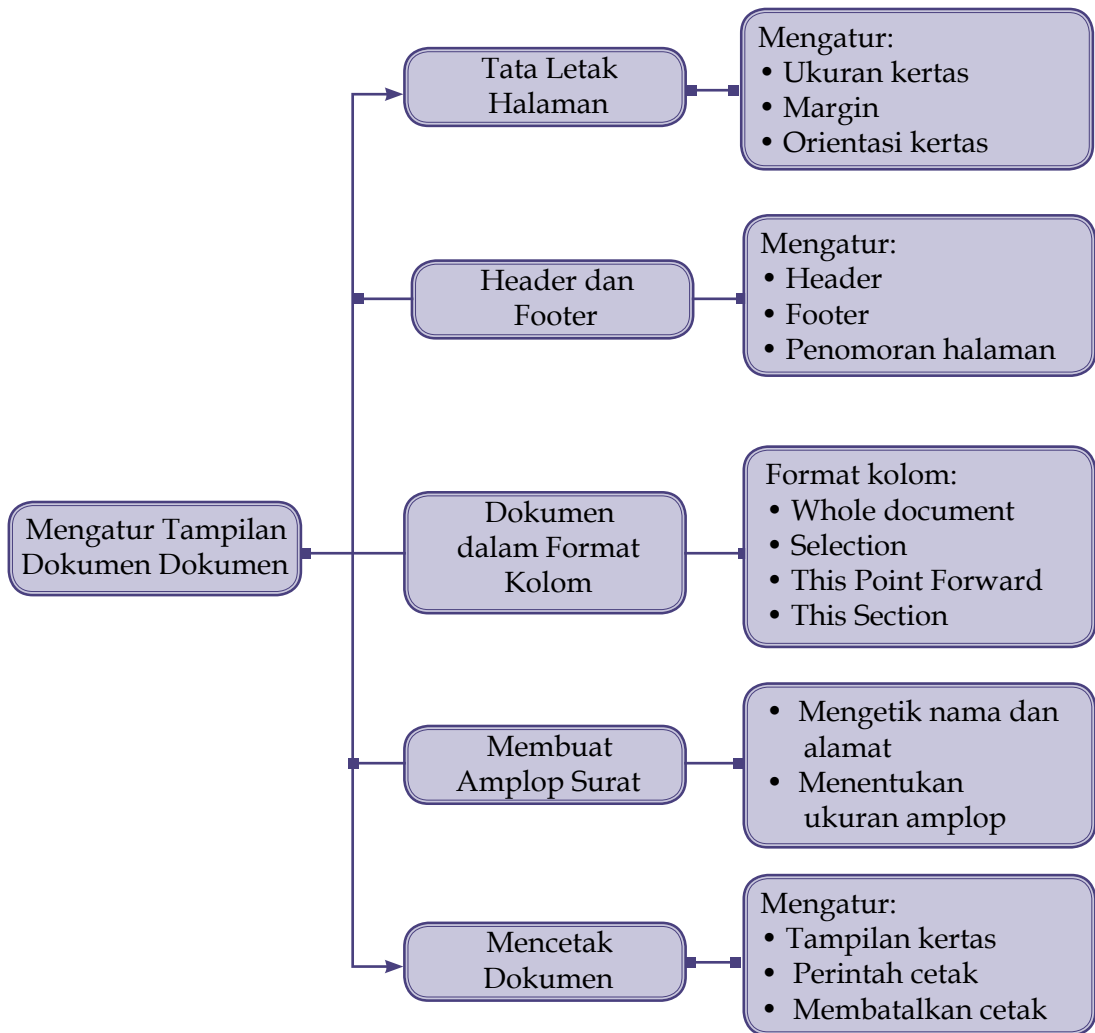 Tata Letak
Halaman
Mengatur:
• Ukuran kertas
• Margin
• Orientasi kertas
Header dan
Footer
Mengatur:
• Header
• Footer
• Penomoran halaman
Mengatur Tampilan
Dokumen Dokumen
Dokumen
dalam Format
Kolom
Format kolom:
• Whole document
• Selection
• This Point Forward
• This Section
Membuat
Amplop Surat
• Mengetik nama dan
alamat
• Menentukan
ukuran amplop
Mencetak
Dokumen
Mengatur:
• Tampilan kertas
• Perintah cetak
• Membatalkan cetak